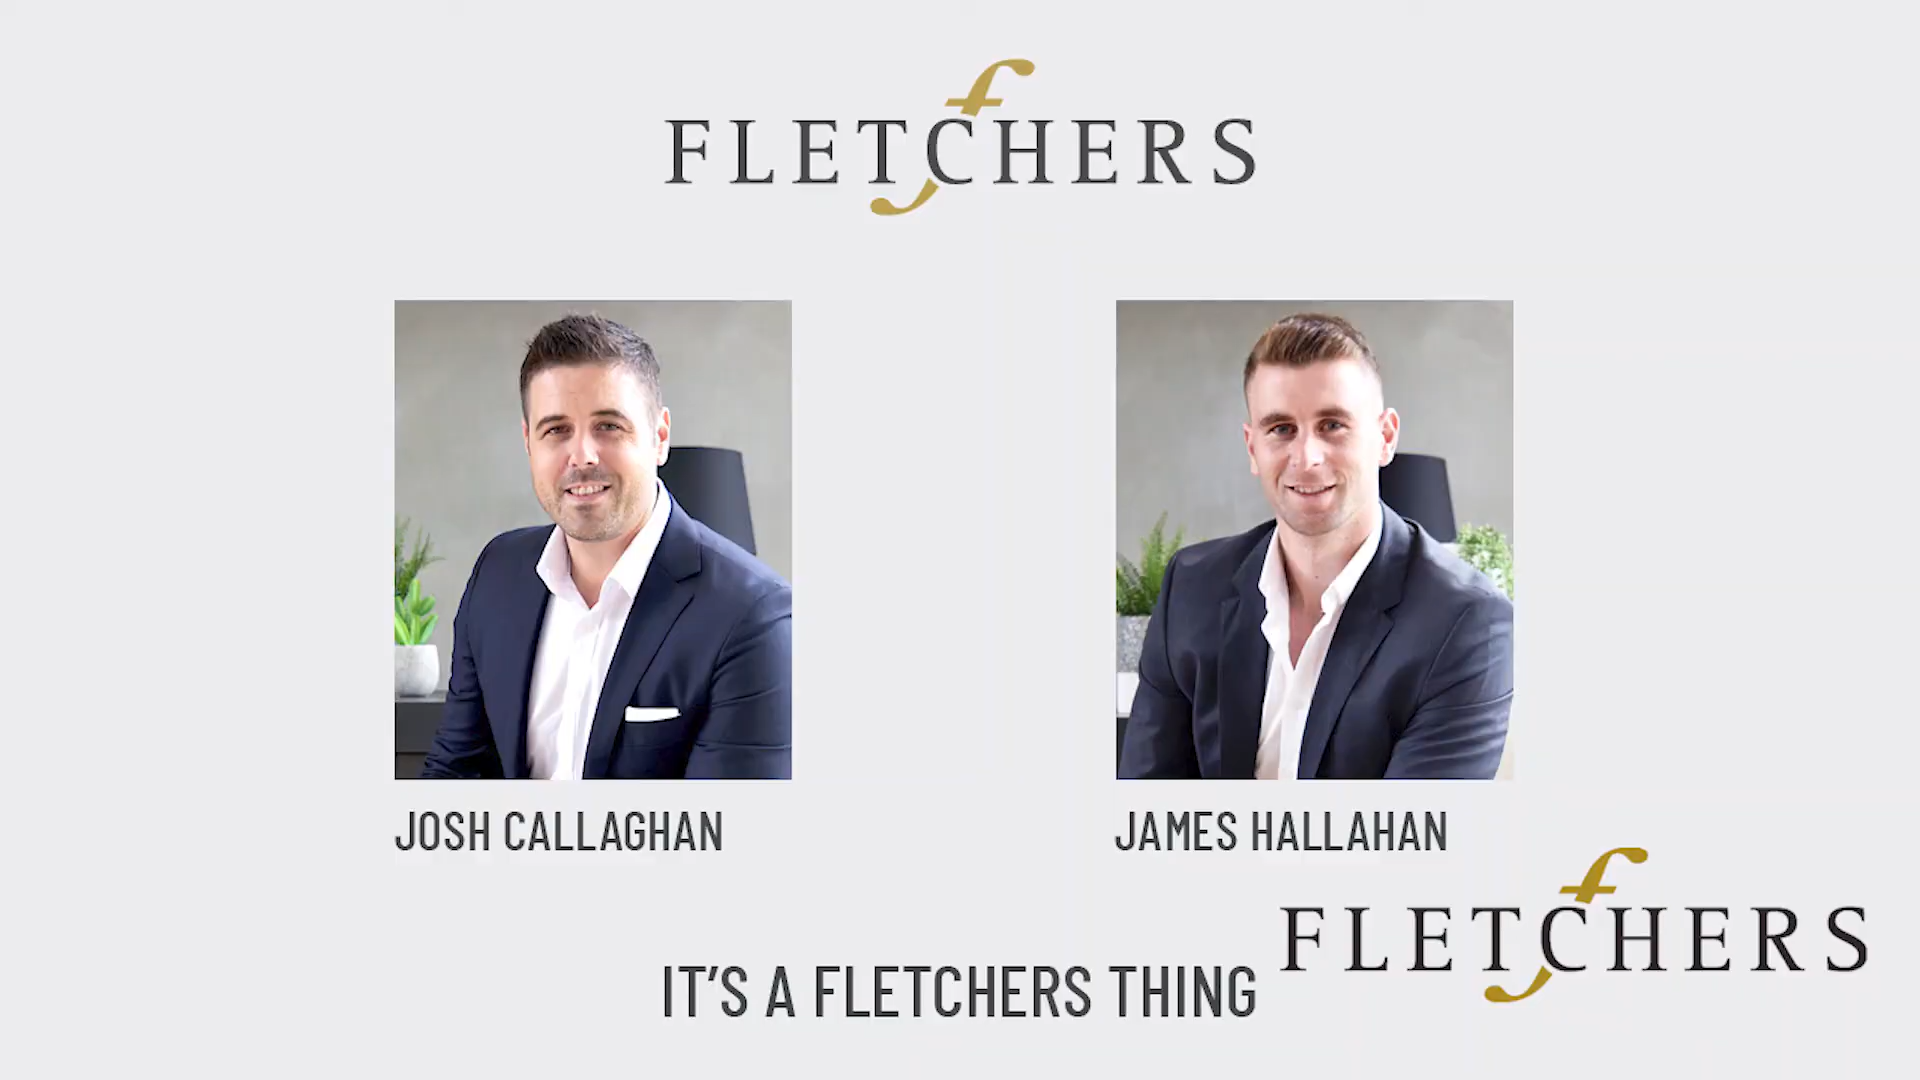 FLETCHERS
JOSH CALLAGHAN
JAMES HALLAHAN
FLETCHERS
IT'S A FLETCHERS THING